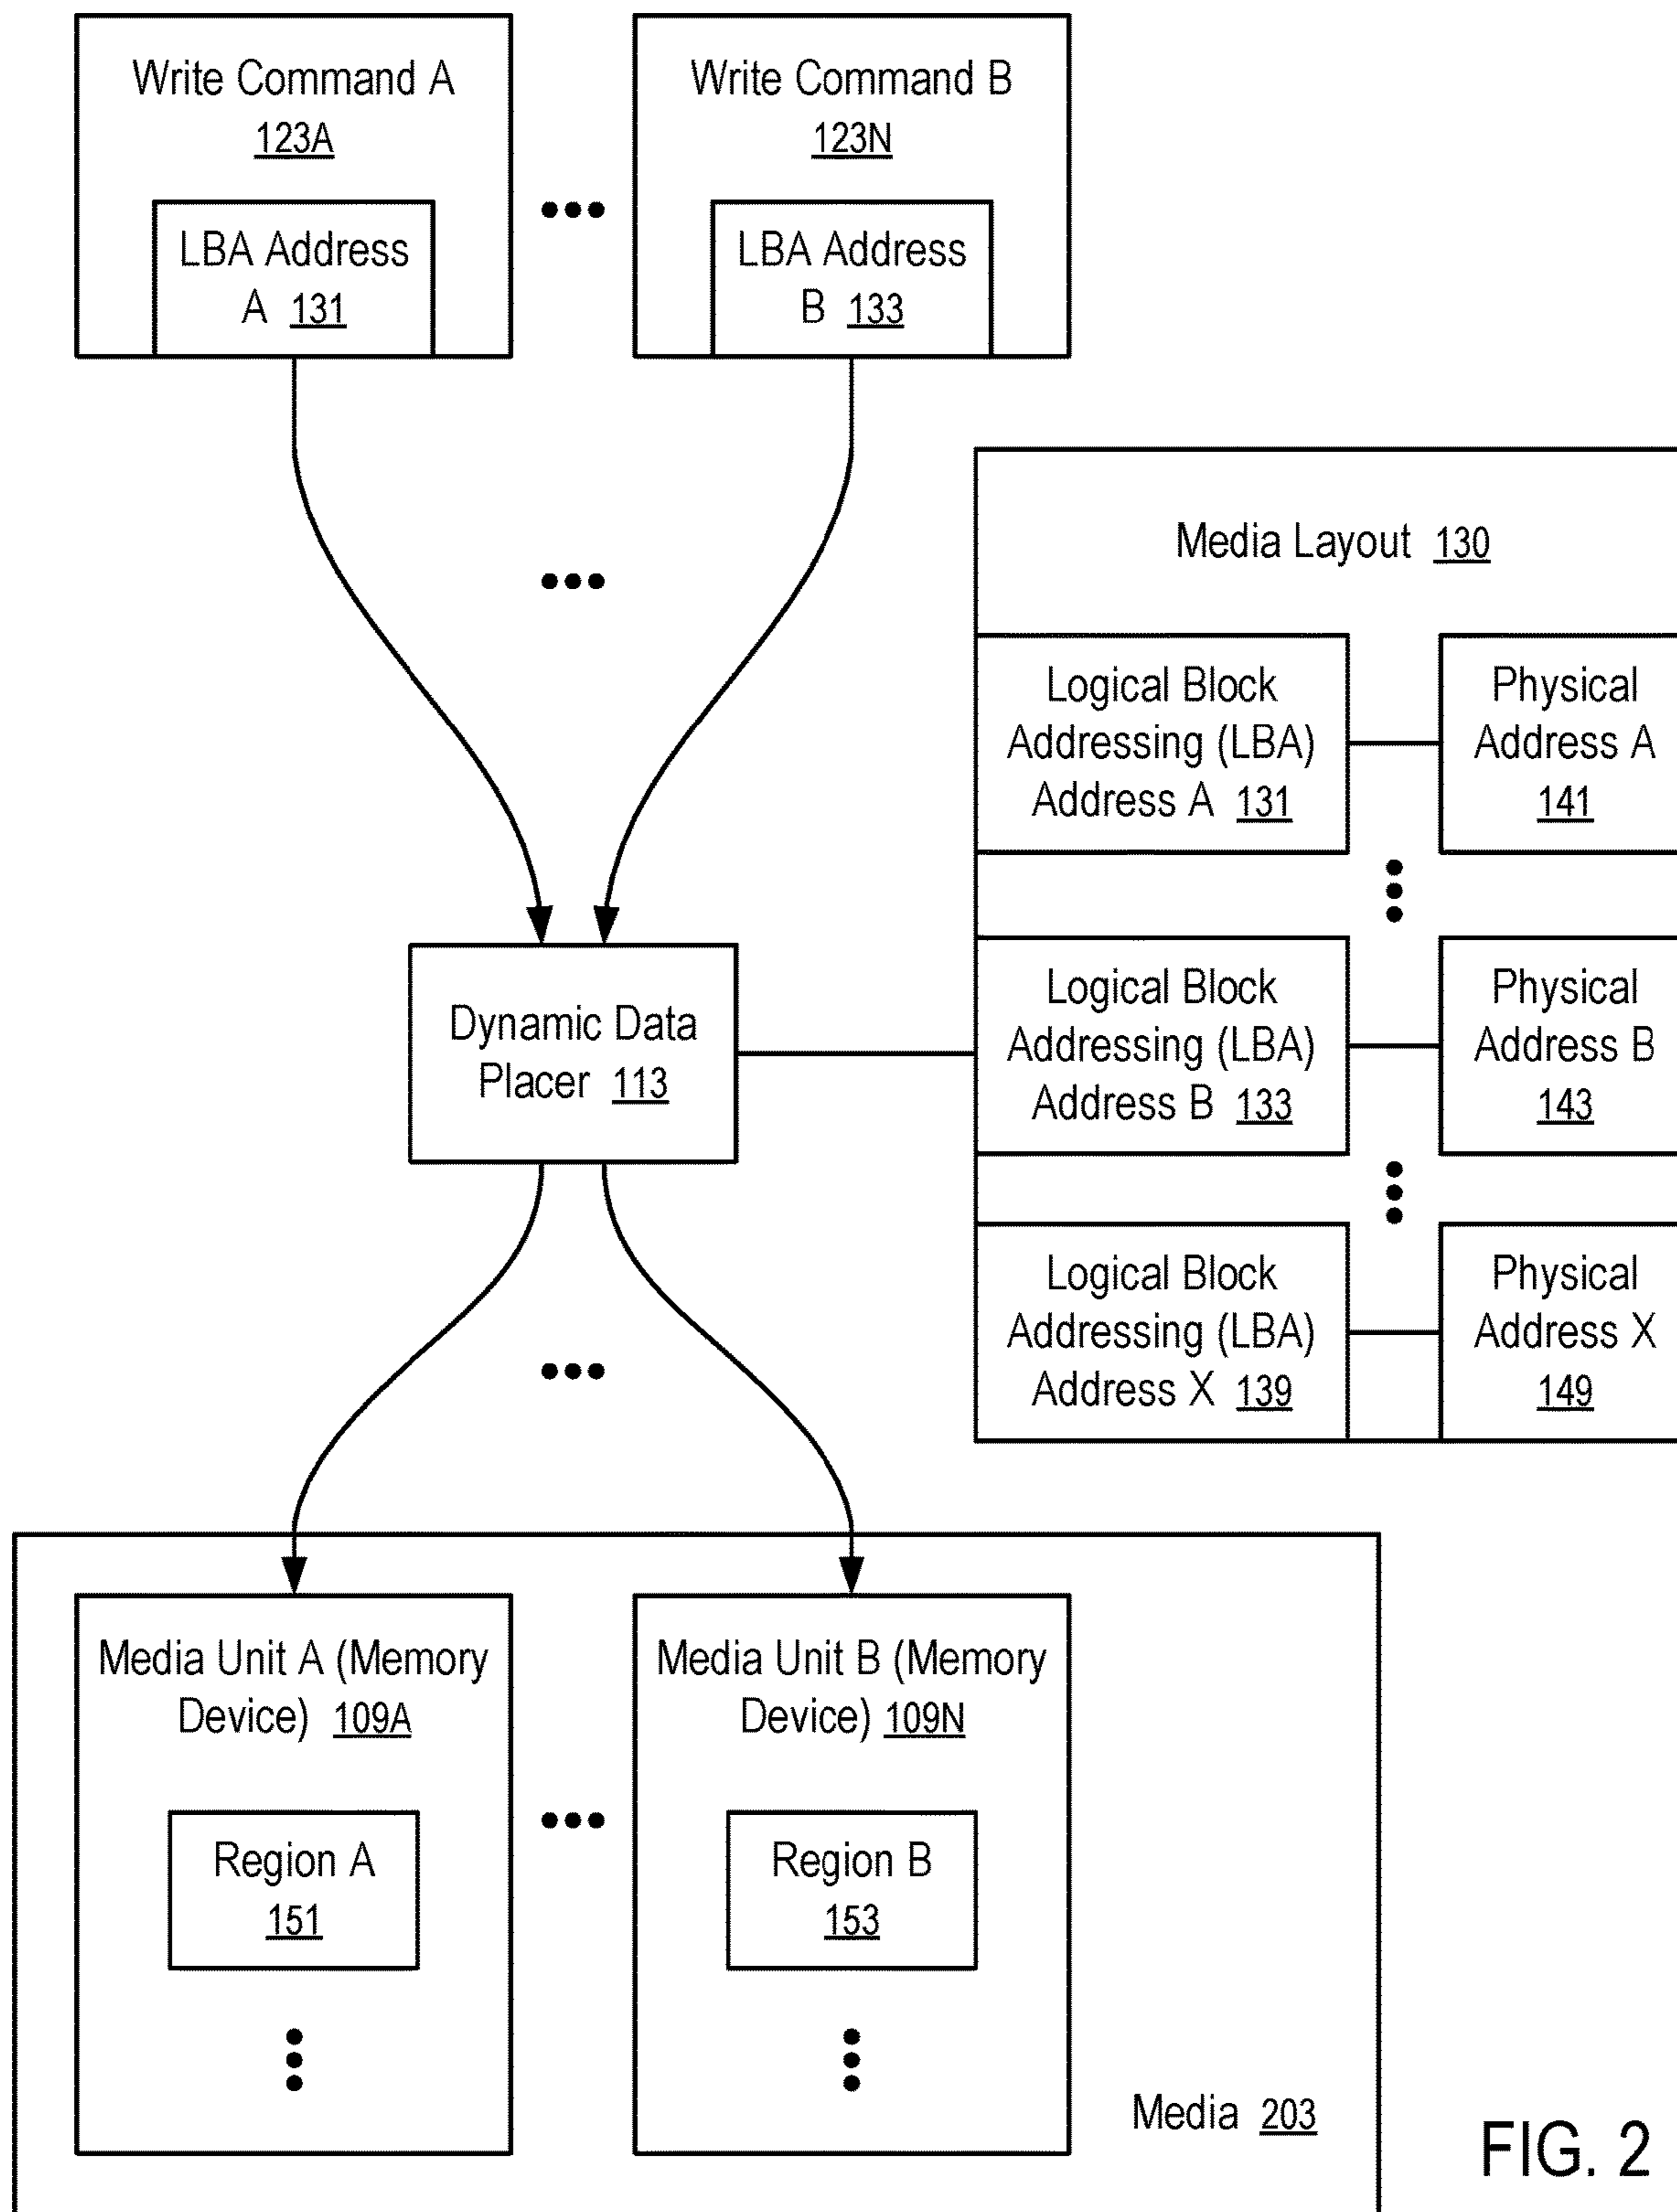 Write Command A
123A
LBA Address
A 131
Write Command B
123N
LBA Address
B 133
Media Layout 130
Logical Block
Addressing (LBA)
Address A 131
Physical
Address A
141
Logical Block
Addressing (LBA)
Address B 133
Physical
Address B
143
Logical Block
Addressing (LBA)
Address X 139
Physical
Address X
149
Dynamic Data
Placer 113
Media Unit A (Memory
Device) 109A
Region A
151
Media Unit B (Memory
Device) 109N
Region B
153
Media 203
FIG. 2